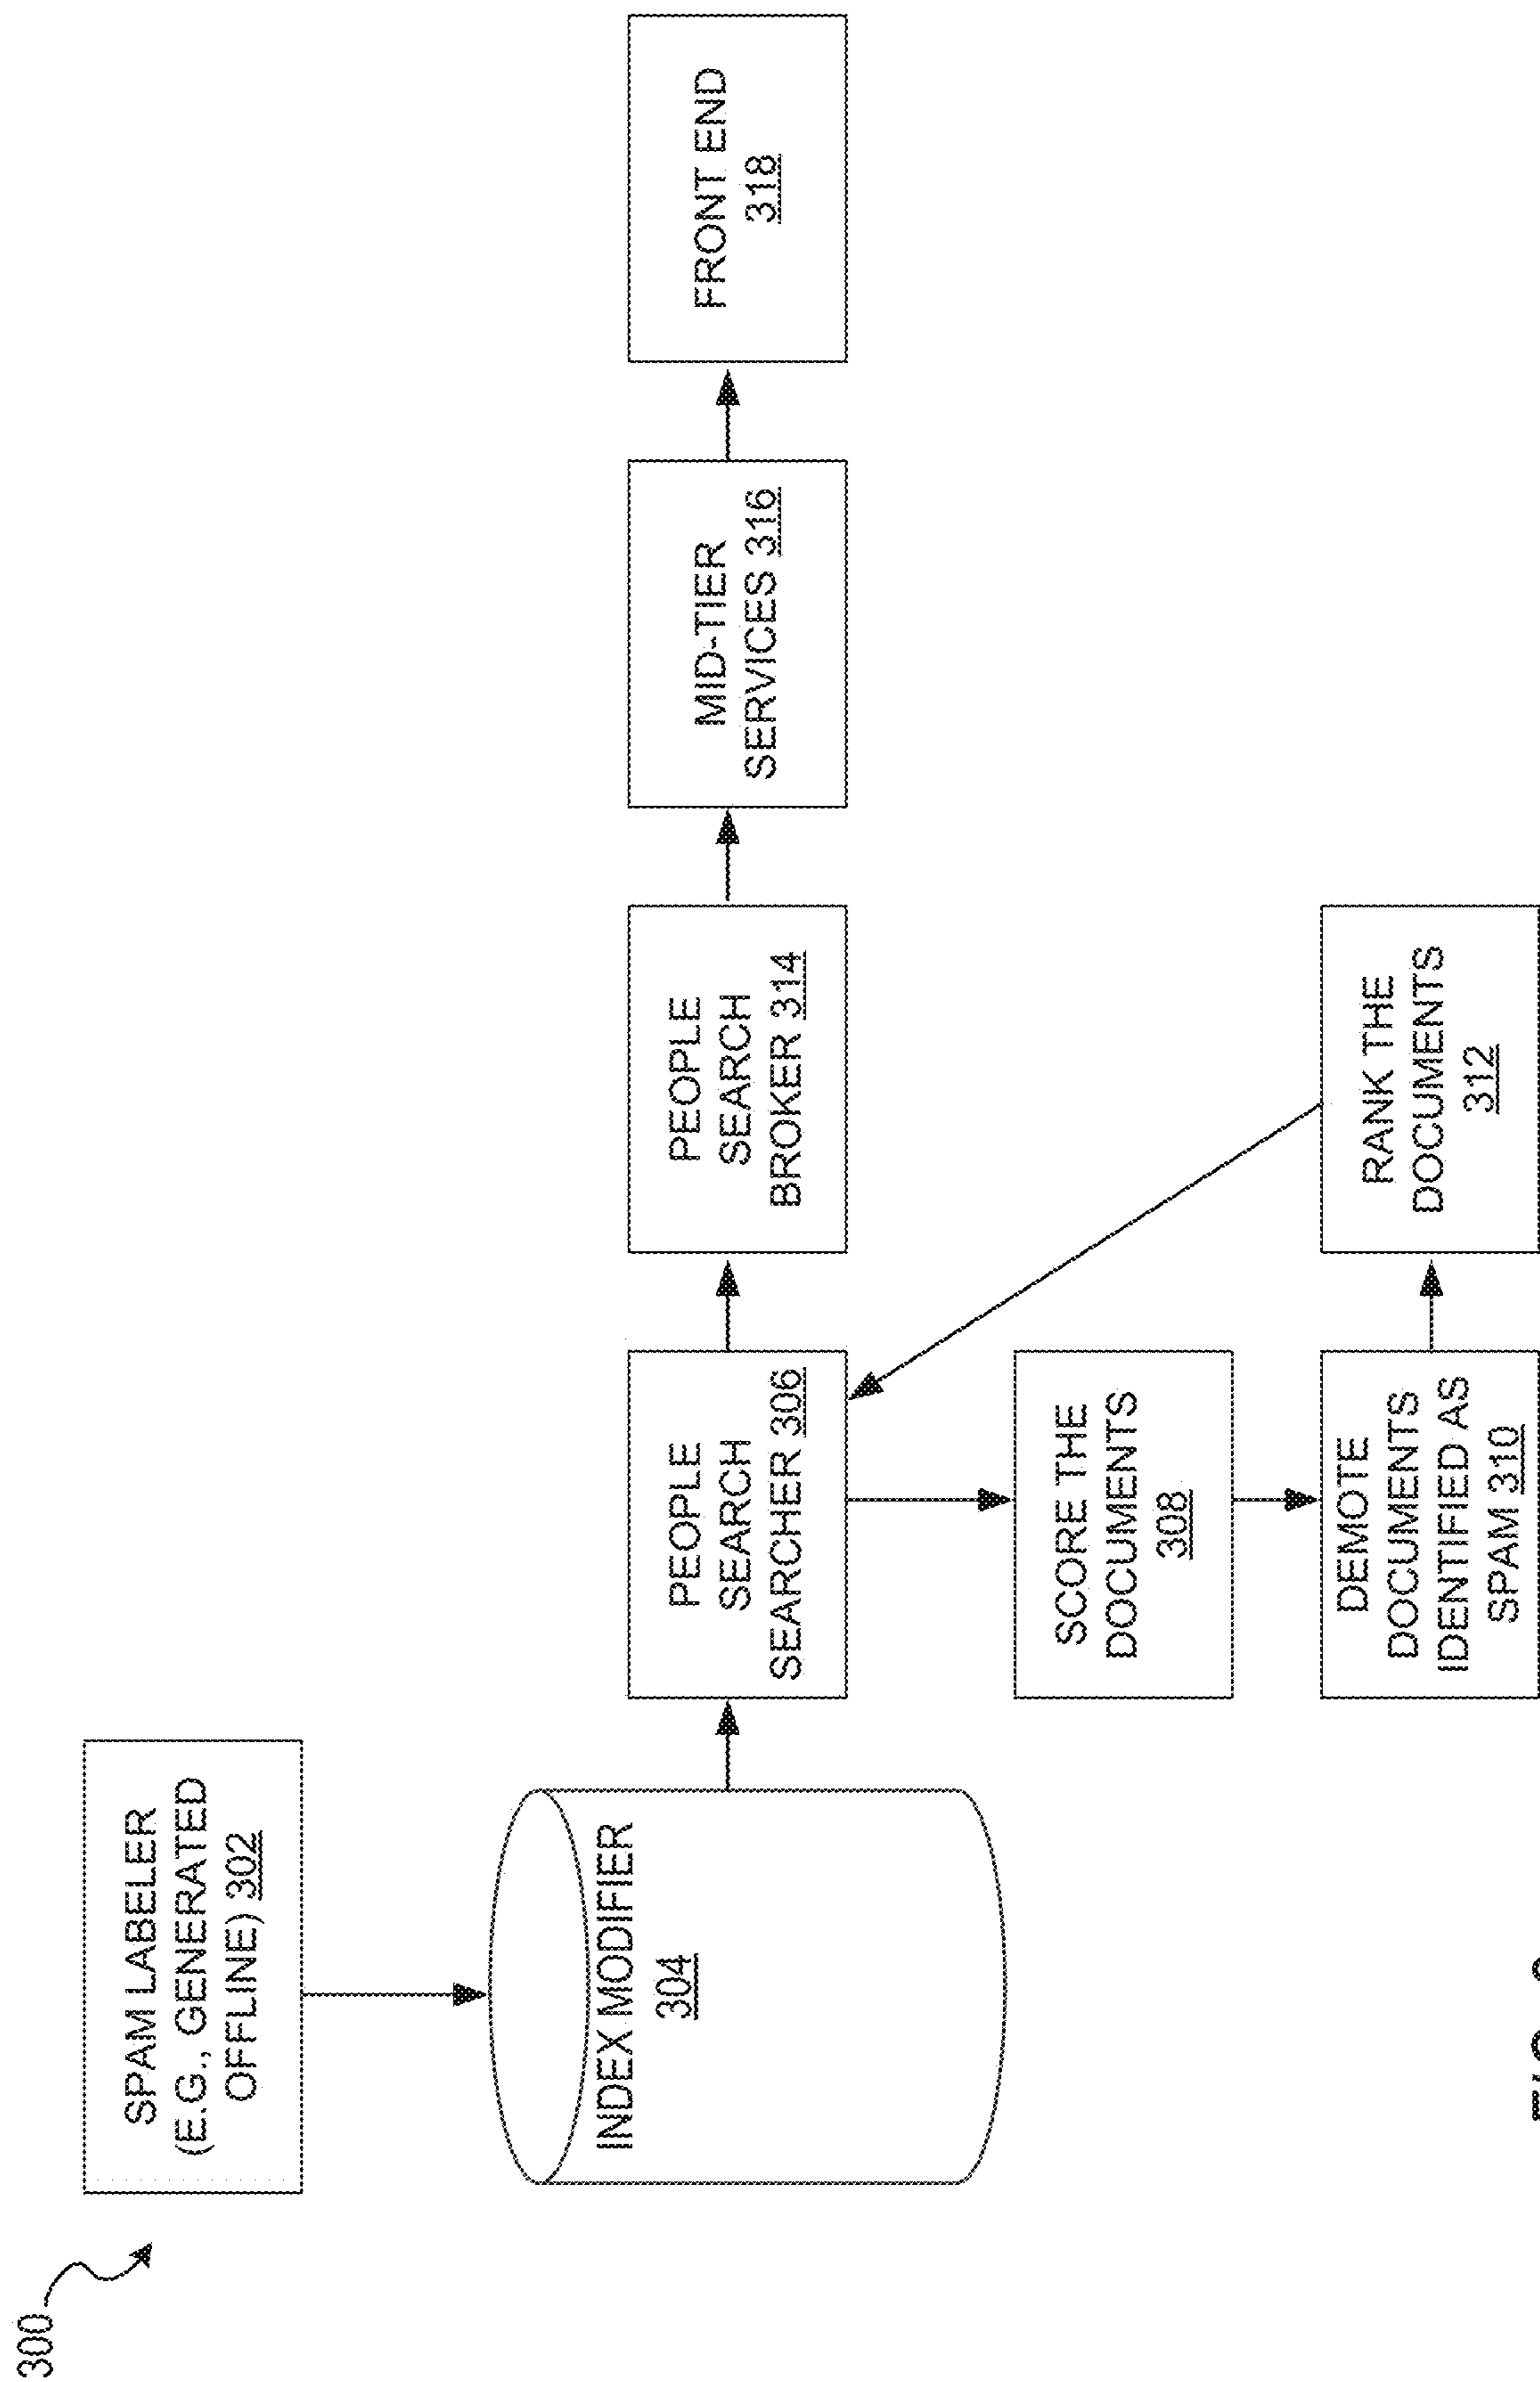 300
SPAM LABELER
(E.G., GENERATED
OFFLINE) 302
INDEX MODIFIER
304
PEOPLE
SEARCH
SEARCHER 306
PEOPLE
SEARCH
BROKER 314
MID-TIER
SERVICES 316
FRONT END
318
SCORE THE
DOCUMENTS
308
DEMOTE
DOCUMENTS
IDENTIFIED AS
SPAM 310
RANK THE
DOCUMENTS
312